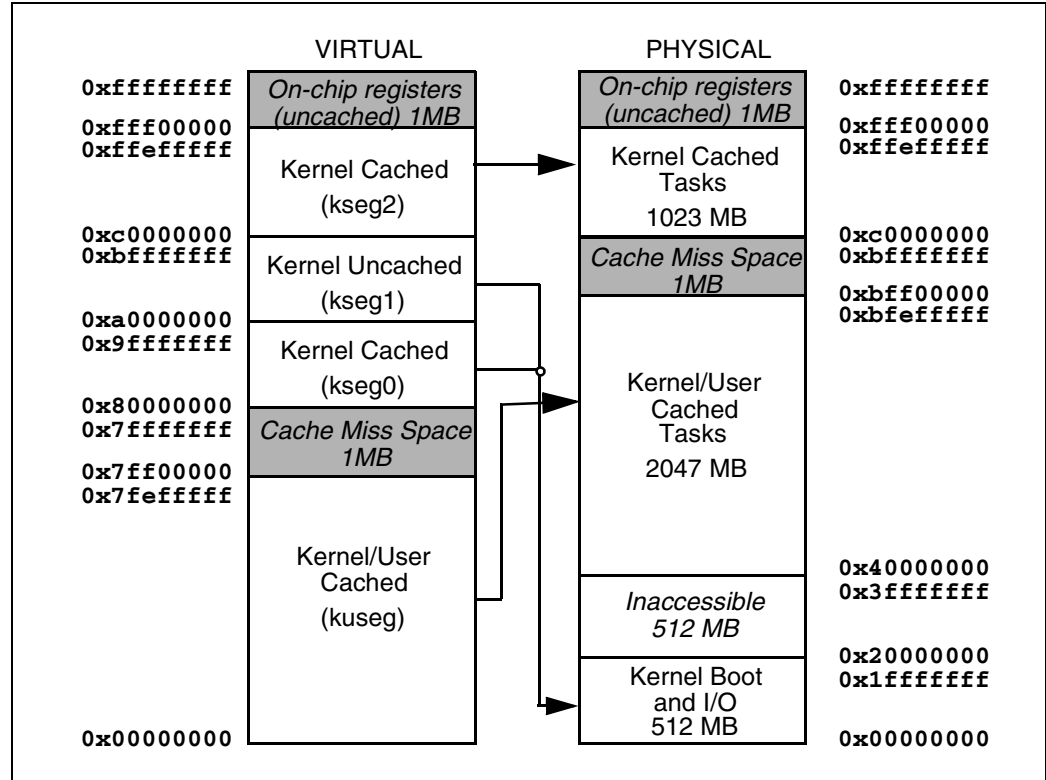 VIRTUAL
PHYSICAL
0xffffffff
On-chip registers
(uncached) 1MB
On-chip registers
(uncached) 1MB
0xffffffff
0xfff00000
0xffefffff
Kernel Cached
(kseg2)
Kernel Cached
Tasks
1023 MB
0xfff00000
0xffefffff
0xc0000000
0xbfffffff
Kernel Uncached
(kseg1)
Cache Miss Space
1MB
0xc0000000
0xbfffffff
0xbff00000
0xbfefffff
0xa0000000
0x9fffffff
Kernel Cached
(kseg0)
Kernel/User
Cached
Tasks
2047 MB
0x80000000
0x7fffffff
Cache Miss Space
1MB
0x7ff00000
0x7fefffff
Kernel/User
Cached
(kuseg)
0x40000000
0x3fffffff
Inaccessible
512 MB
0x20000000
0x1fffffff
Kernel Boot
and I/O
512 MB
0x00000000
0x00000000